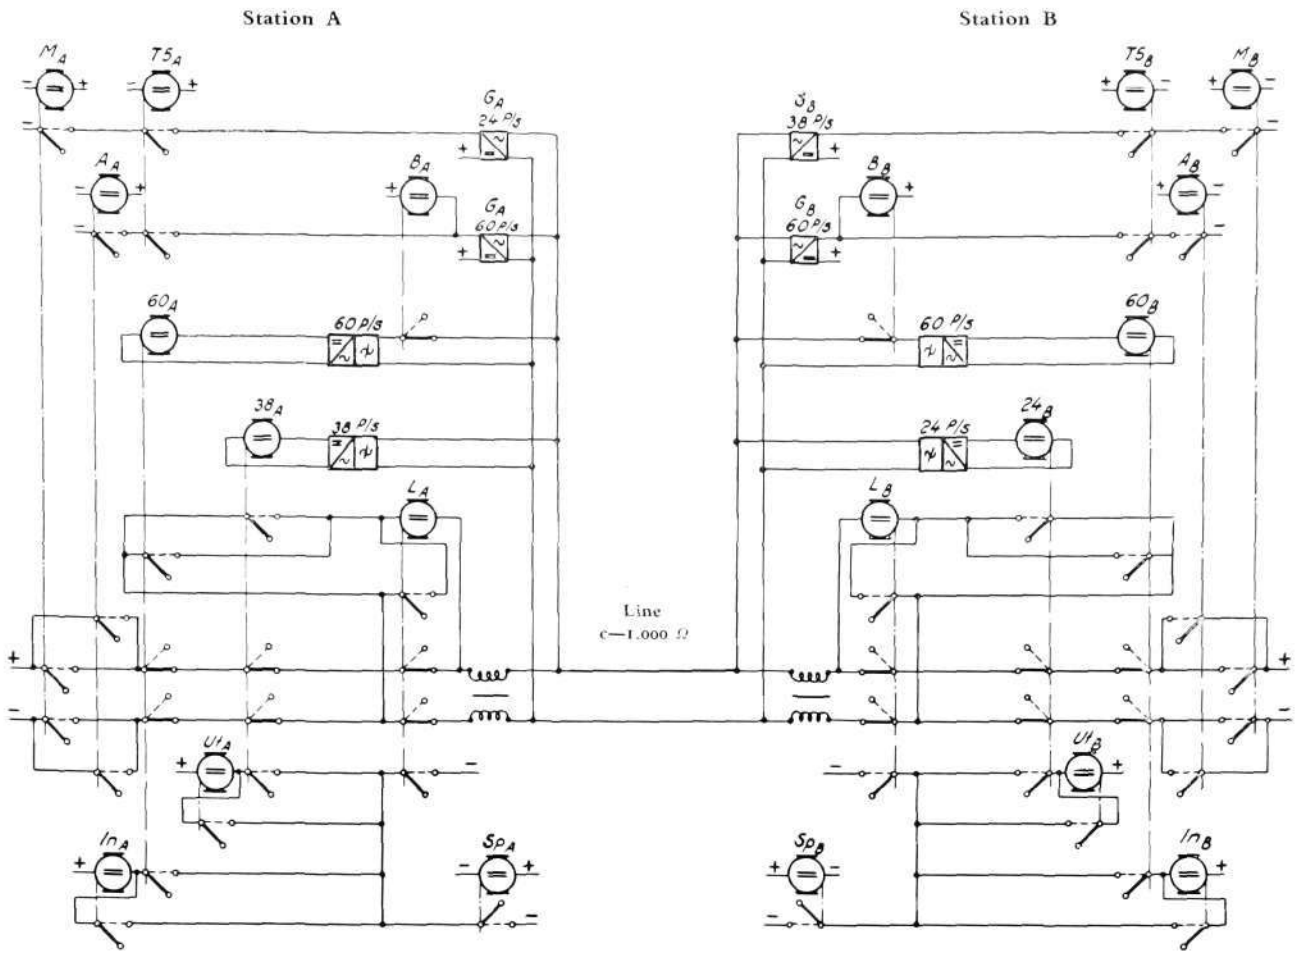 Station A
Station B
M_A
T5_A
T5_B
M_B
G_A
24 P/s
S_B
38 P/s
A_A
B_A
B_B
A_B
G_A
60 P/s
G_B
60 P/s
60_A
60 P/s
60 P/s
60_B
38_A
38 P/s
24 P/s
24_B
L_A
L_B
Line
c—1.000 Ω
Ut_A
Ut_B
In_A
Sp_A
Sp_B
In_B